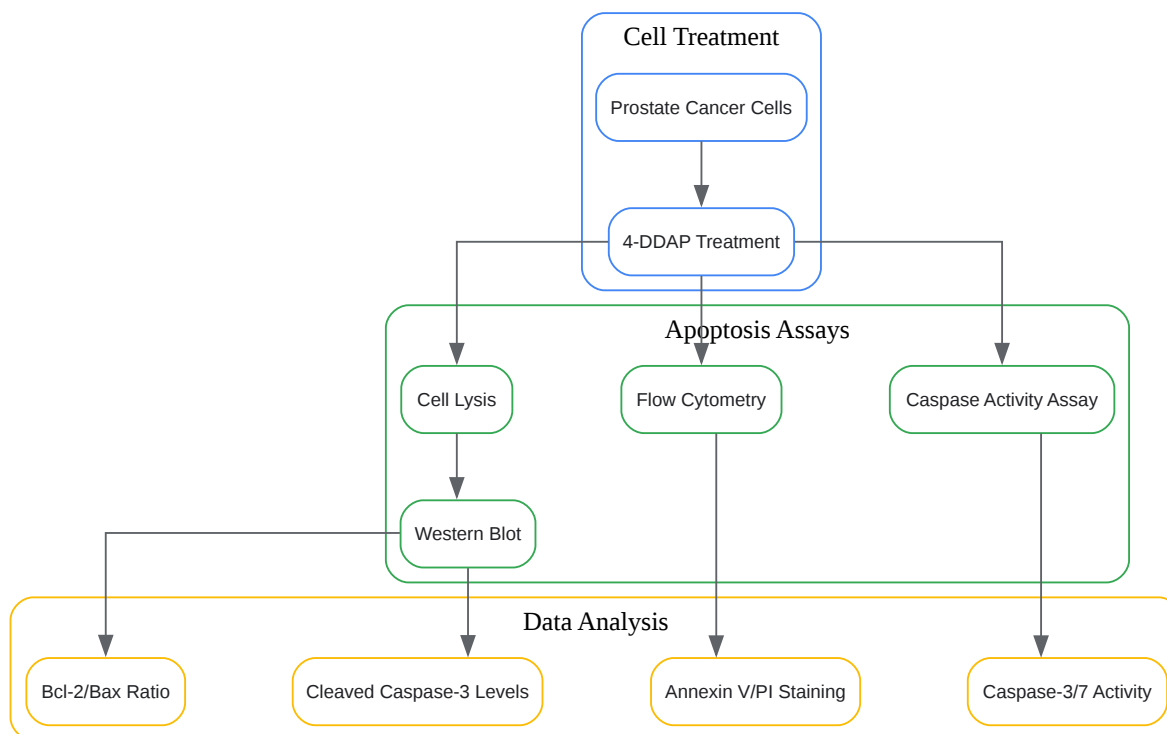 Cell Treatment
Prostate Cancer Cells
4-DDAP Treatment
Apoptosis Assays
Cell Lysis
Flow Cytometry
Caspase Activity Assay
Western Blot
Data Analysis
Bcl-2/Bax Ratio
Cleaved Caspase-3 Levels
Annexin V/PI Staining
Caspase-3/7 Activity